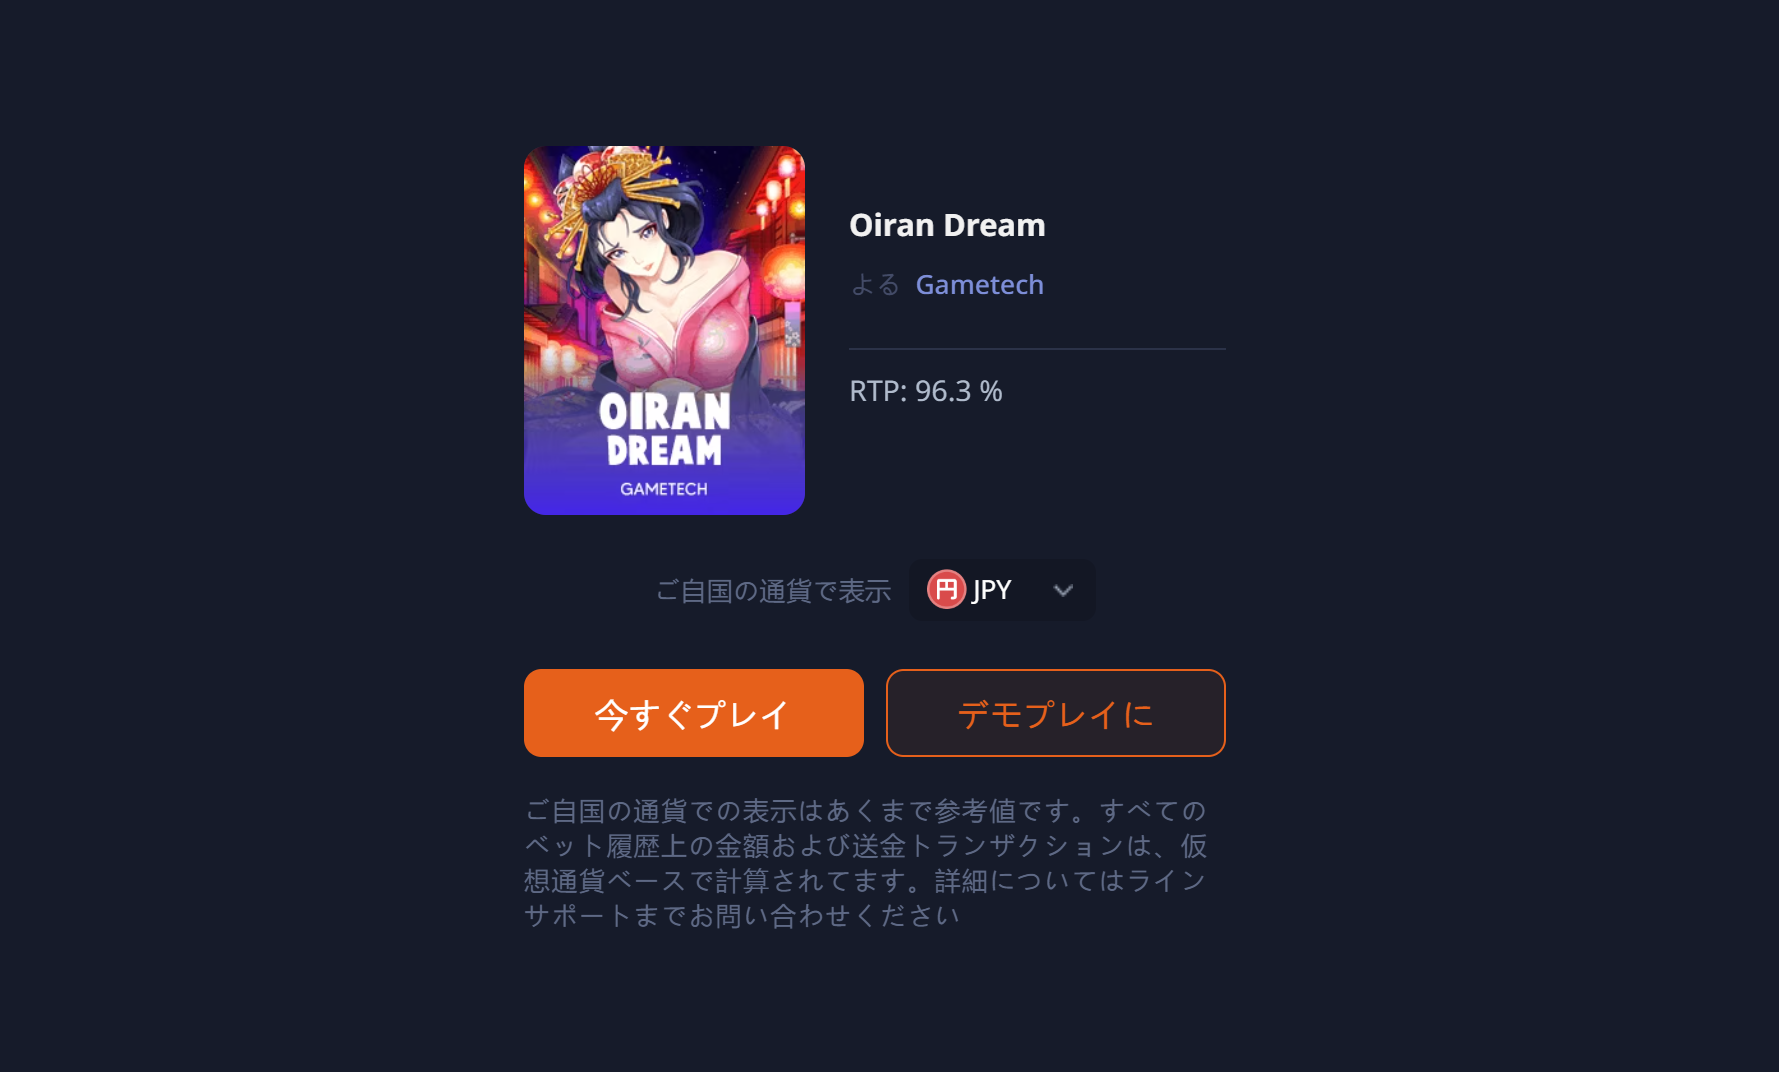 OIRAN
DREAM
GAMETECH
Oiran Dream
よる Gametech
RTP: 96.3 %
ご自国の通貨で表示 円 JPY
今すぐプレイ
デモプレイに
ご自国の通貨での表示はあくまで参考値です。すべての
ベット履歴上の金額および送金トランザクションは、仮
想通貨ベースで計算されてます。詳細についてはライン
サポートまでお問い合わせください